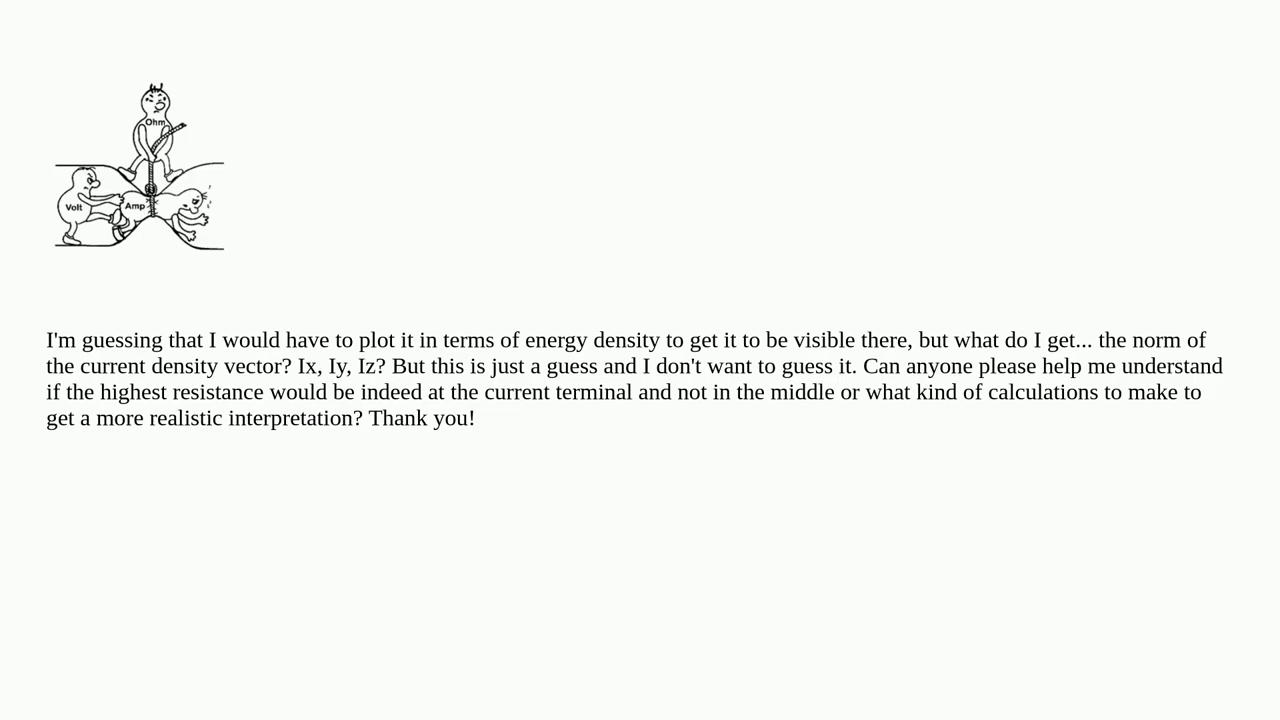 Ohm
Volt
Amp
I'm guessing that I would have to plot it in terms of energy density to get it to be visible there, but what do I get... the norm of
the current density vector? Ix, Iy, Iz? But this is just a guess and I don't want to guess it. Can anyone please help me understand
if the highest resistance would be indeed at the current terminal and not in the middle or what kind of calculations to make to
get a more realistic interpretation? Thank you!